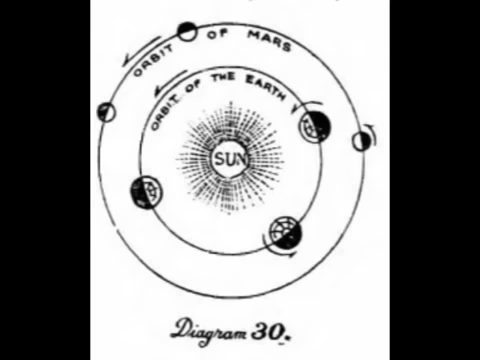 ORBIT OF MARS
ORBIT OF THE EARTH
SUN
Diagram 30.